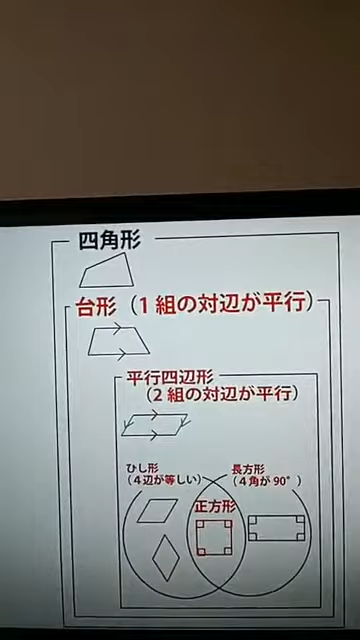 四角形
台形（1組の対辺が平行）
平行四辺形
（2組の対辺が平行）
ひし形
（4辺が等しい）
長方形
（4角が90°）
正方形